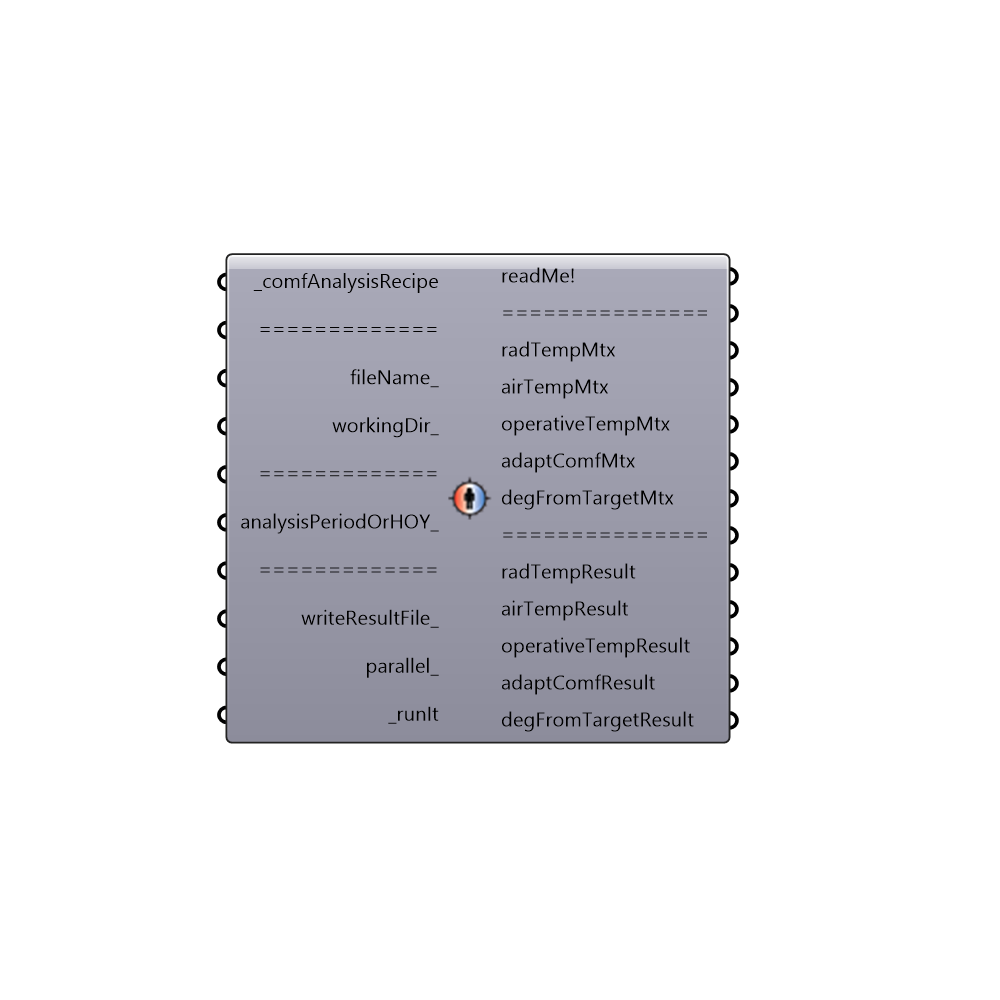 _comfAnalysisRecipe
=============
fileName_
workingDir_
=============
analysisPeriodOrHOY_
=============
writeResultFile_
parallel_
_runIt
readMe!
===============
radTempMtx
airTempMtx
operativeTempMtx
adaptComfMtx
degFromTargetMtx
===============
radTempResult
airTempResult
operativeTempResult
adaptComfResult
degFromTargetResult